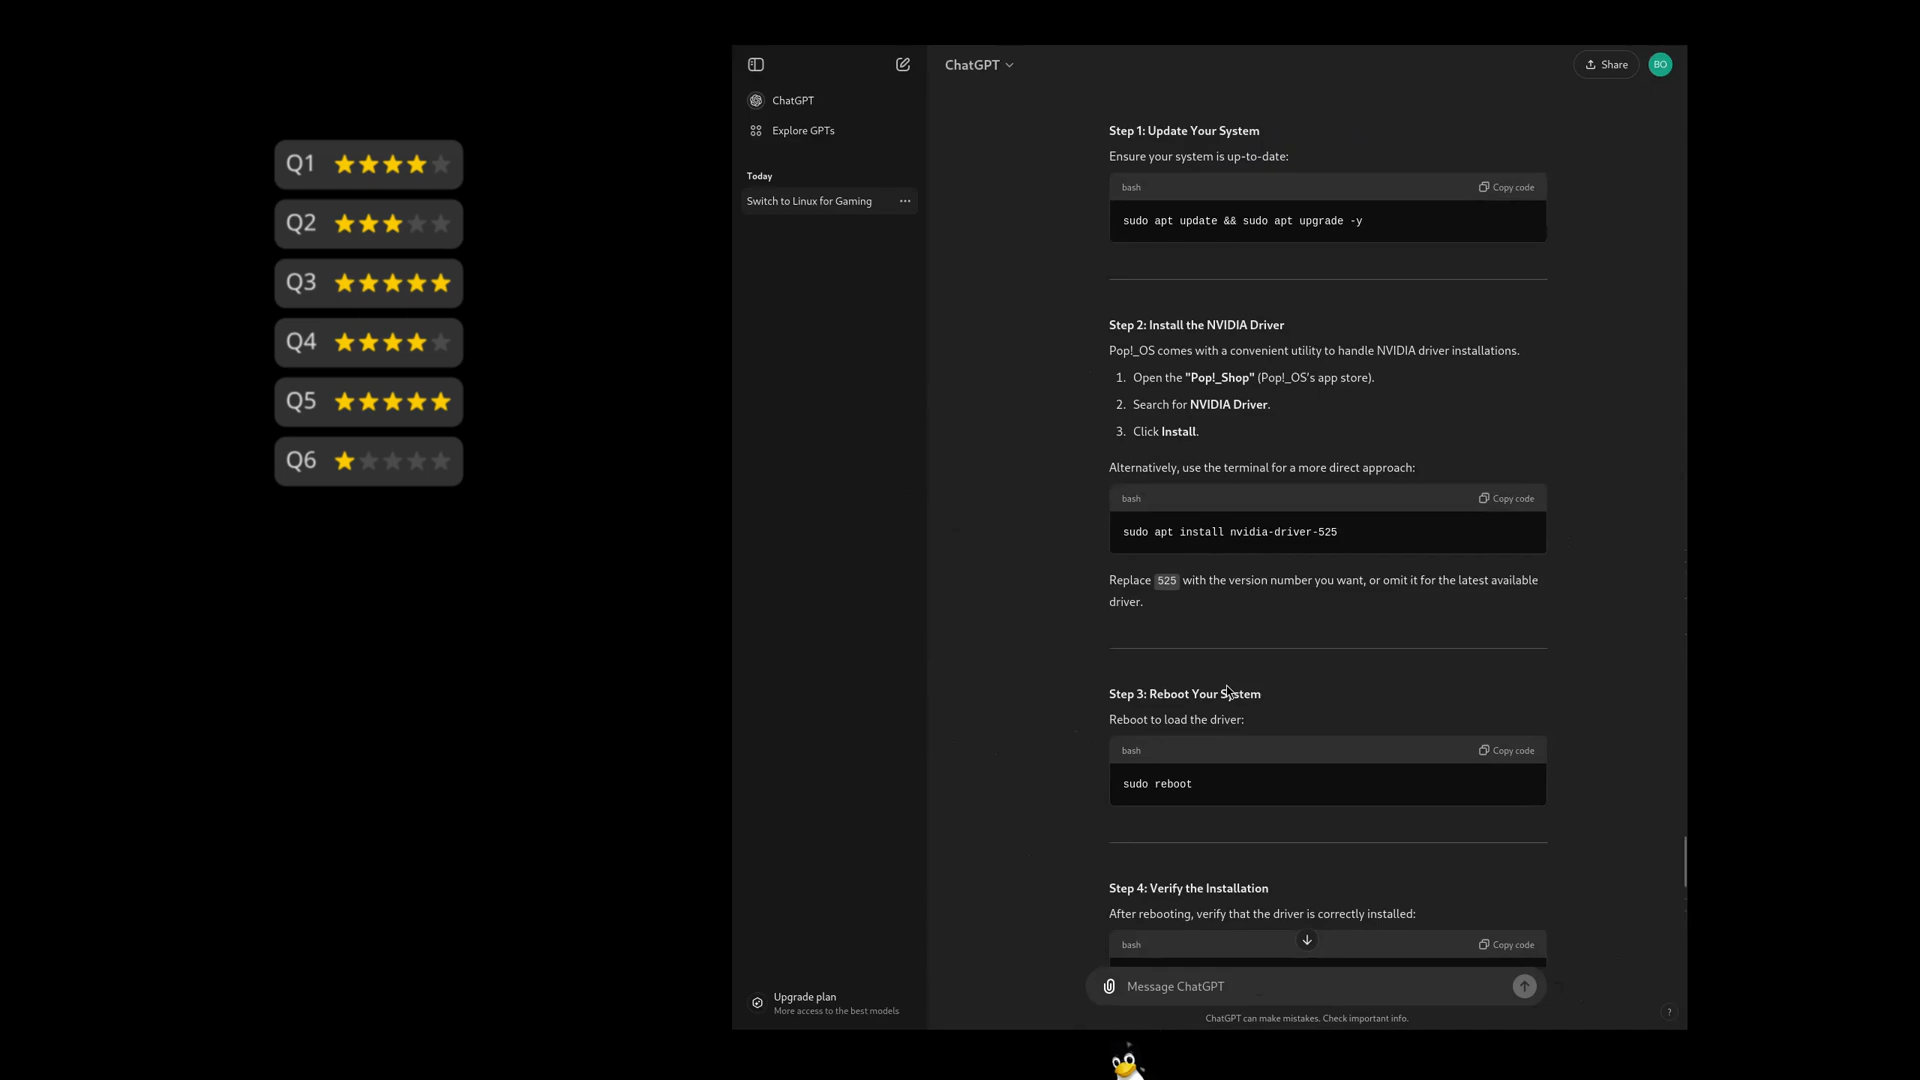 Q1
Q2
Q3
Q4
Q5
Q6
ChatGPT
Explore GPTs
Today
Switch to Linux for Gaming
Upgrade plan
More access to the best models
ChatGPT
Share
BO
Step 1: Update Your System
Ensure your system is up-to-date:
bash
Copy code
sudo apt update && sudo apt upgrade -y
Step 2: Install the NVIDIA Driver
Pop!_OS comes with a convenient utility to handle NVIDIA driver installations.
1. Open the "Pop!_Shop" (Pop!_OS's app store).
2. Search for NVIDIA Driver.
3. Click Install.
Alternatively, use the terminal for a more direct approach:
bash
Copy code
sudo apt install nvidia-driver-525
Replace 525 with the version number you want, or omit it for the latest available
driver.
Step 3: Reboot Your System
Reboot to load the driver:
bash
Copy code
sudo reboot
Step 4: Verify the Installation
After rebooting, verify that the driver is correctly installed:
bash
Copy code
Message ChatGPT
ChatGPT can make mistakes. Check important info.
?